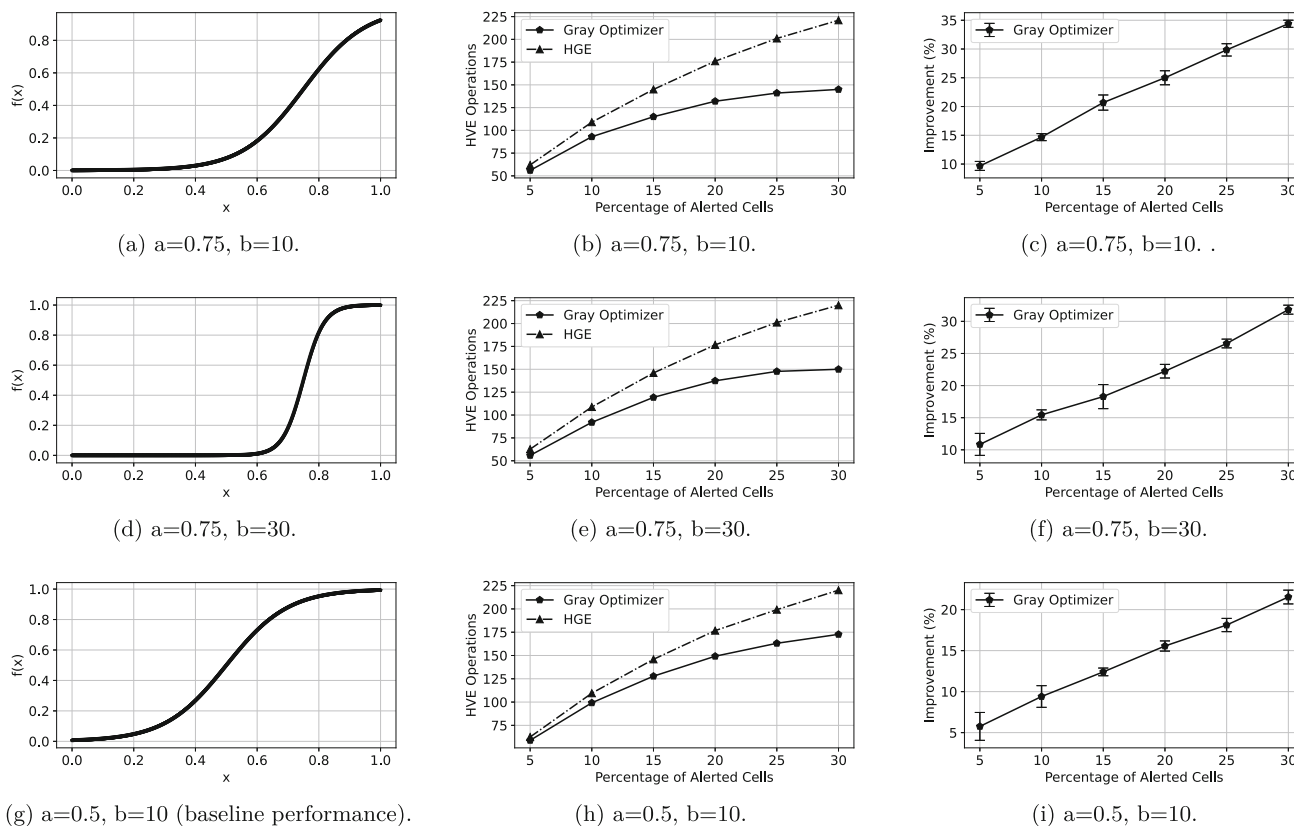 0.8
0.6
0.4
0.2
0.0
f(x)
0.0 0.2 0.4 0.6 0.8 1.0
x
(a) a=0.75, b=10.
225
200
175
150
125
100
75
50
HVE Operations
Gray Optimizer
HGE
5 10 15 20 25 30
Percentage of Alerted Cells
(b) a=0.75, b=10.
35
30
25
20
15
10
Improvement (%)
Gray Optimizer
5 10 15 20 25 30
Percentage of Alerted Cells
(c) a=0.75, b=10. .
1.0
0.8
0.6
0.4
0.2
0.0
f(x)
0.0 0.2 0.4 0.6 0.8 1.0
x
(d) a=0.75, b=30.
225
200
175
150
125
100
75
50
HVE Operations
Gray Optimizer
HGE
5 10 15 20 25 30
Percentage of Alerted Cells
(e) a=0.75, b=30.
30
25
20
15
10
Improvement (%)
Gray Optimizer
5 10 15 20 25 30
Percentage of Alerted Cells
(f) a=0.75, b=30.
1.0
0.8
0.6
0.4
0.2
0.0
f(x)
0.0 0.2 0.4 0.6 0.8 1.0
x
(g) a=0.5, b=10 (baseline performance).
225
200
175
150
125
100
75
HVE Operations
Gray Optimizer
HGE
5 10 15 20 25 30
Percentage of Alerted Cells
(h) a=0.5, b=10.
20
15
10
5
Improvement (%)
Gray Optimizer
5 10 15 20 25 30
Percentage of Alerted Cells
(i) a=0.5, b=10.